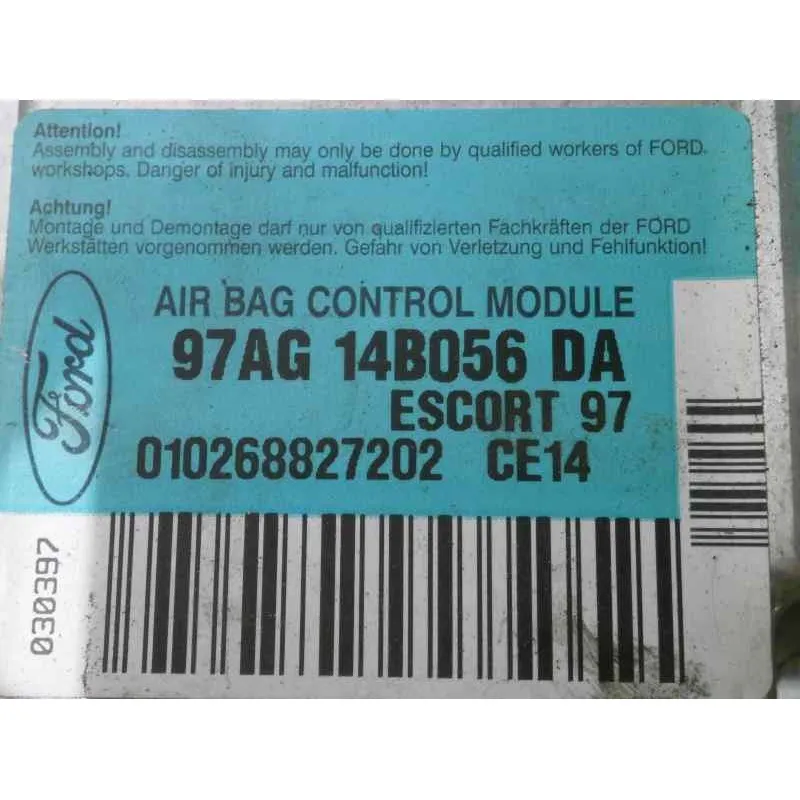 Attention!
Assembly and disassembly may only be done by qualified workers of FORD.
workshops. Danger of injury and malfunction!
Achtung!
Montage und Demontage darf nur von qualifizierten Fachkräften der FORD
Werkstätten vorgenommen werden. Gefahr von Verletzung und Fehlfunktion!
Ford
AIR BAG CONTROL MODULE
97AG 14B056 DA
ESCORT 97
010268827202 CE14
030397